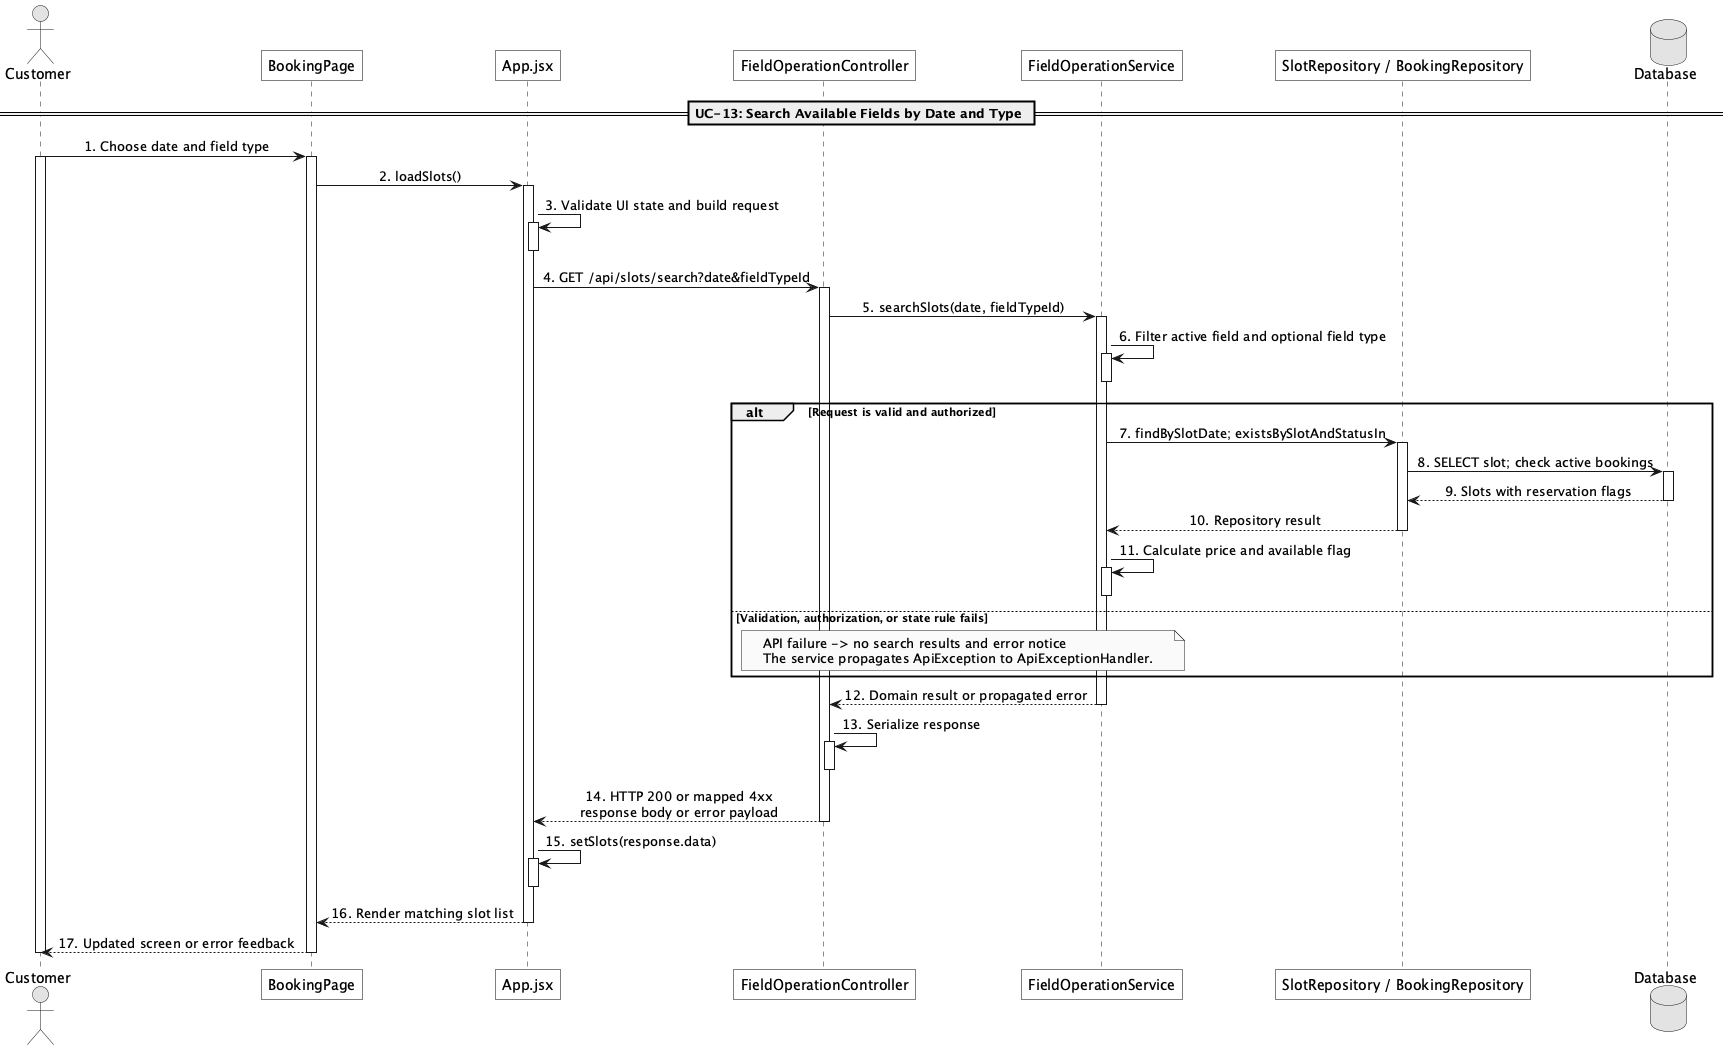 Customer
BookingPage
App.jsx
FieldOperationController
FieldOperationService
SlotRepository / BookingRepository
Database
UC-13: Search Available Fields by Date and Type
1. Choose date and field type
2. loadSlots()
3. Validate UI state and build request
4. GET /api/slots/search?date&fieldTypeId
5. searchSlots(date, fieldTypeId)
6. Filter active field and optional field type
alt
[Request is valid and authorized]
7. findBySlotDate; existsBySlotAndStatusIn
8. SELECT slot; check active bookings
9. Slots with reservation flags
10. Repository result
11. Calculate price and available flag
[Validation, authorization, or state rule fails]
API failure -> no search results and error notice
The service propagates ApiException to ApiExceptionHandler.
12. Domain result or propagated error
13. Serialize response
14. HTTP 200 or mapped 4xx
response body or error payload
15. setSlots(response.data)
16. Render matching slot list
17. Updated screen or error feedback
Customer
BookingPage
App.jsx
FieldOperationController
FieldOperationService
SlotRepository / BookingRepository
Database